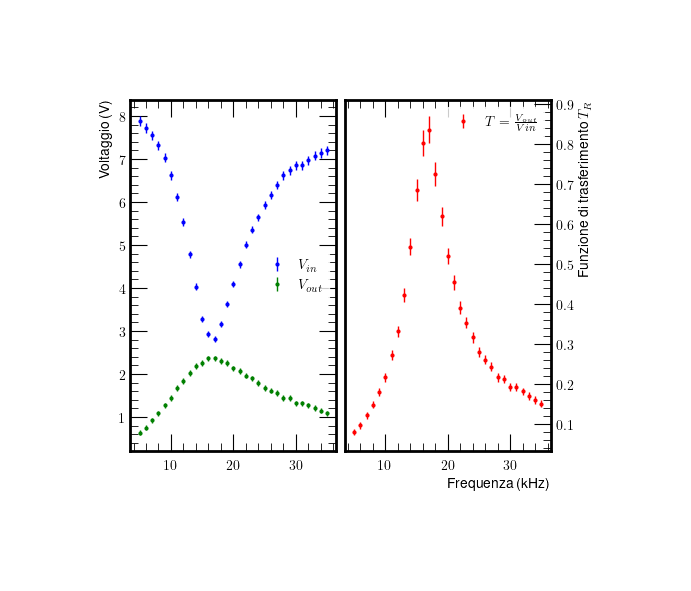 Voltaggio (V)
8
7
6
5
4
3
2
1
10 20 30
V_in
V_out
T = V_out/Vin
0.9
0.8
0.7
0.6
0.5
0.4
0.3
0.2
0.1
Funzione di trasferimento T_R
10 20 30
Frequenza (kHz)